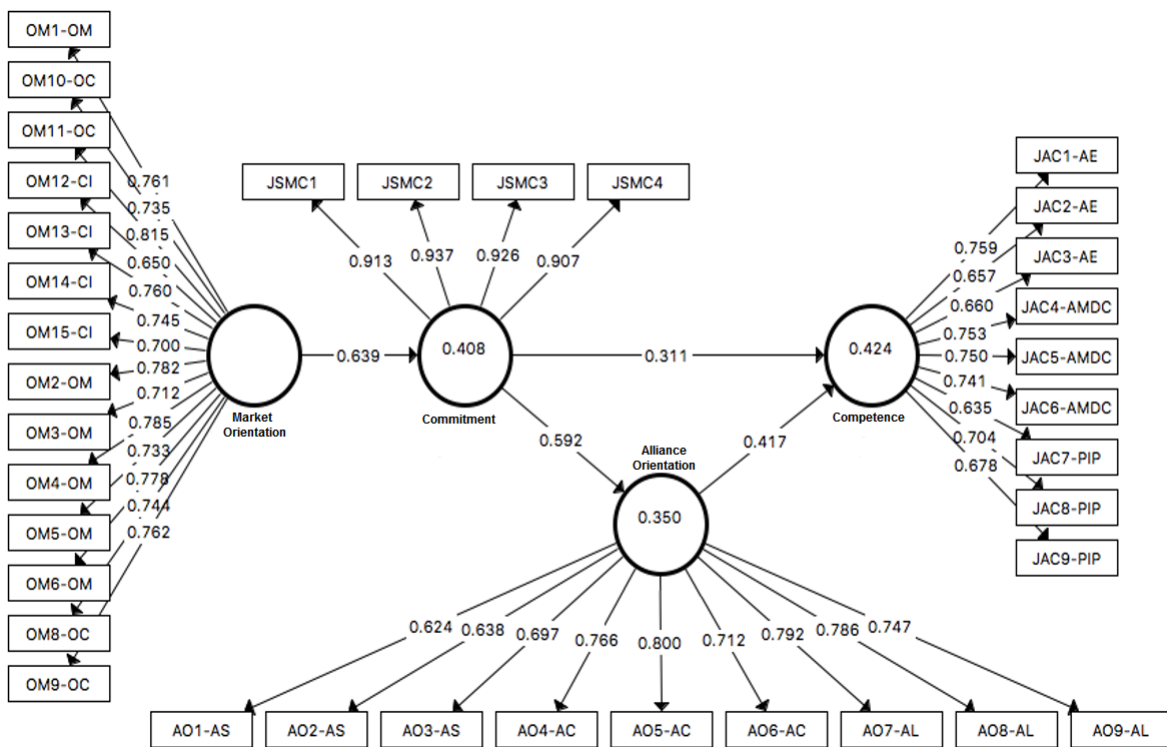 OM1-OM
OM10-OC
OM11-OC
OM12-CI
OM13-CI
OM14-CI
OM15-CI
OM2-OM
OM3-OM
OM4-OM
OM5-OM
OM6-OM
OM8-OC
OM9-OC
0.761
0.735
0.815
0.650
0.760
0.745
0.700
0.782
0.712
0.785
0.733
0.778
0.744
0.762
Market
Orientation
0.639
JSMC1
JSMC2
JSMC3
JSMC4
0.913
0.937
0.926
0.907
0.408
Commitment
0.311
0.592
0.417
Alliance
Orientation
0.350
0.424
Competence
0.759
0.657
0.660
0.753
0.750
0.741
0.635
0.704
0.678
JAC1-AE
JAC2-AE
JAC3-AE
JAC4-AMDC
JAC5-AMDC
JAC6-AMDC
JAC7-PIP
JAC8-PIP
JAC9-PIP
0.624
0.638
0.697
0.766
0.800
0.712
0.792
0.786
0.747
AO1-AS
AO2-AS
AO3-AS
AO4-AC
AO5-AC
AO6-AC
AO7-AL
AO8-AL
AO9-AL